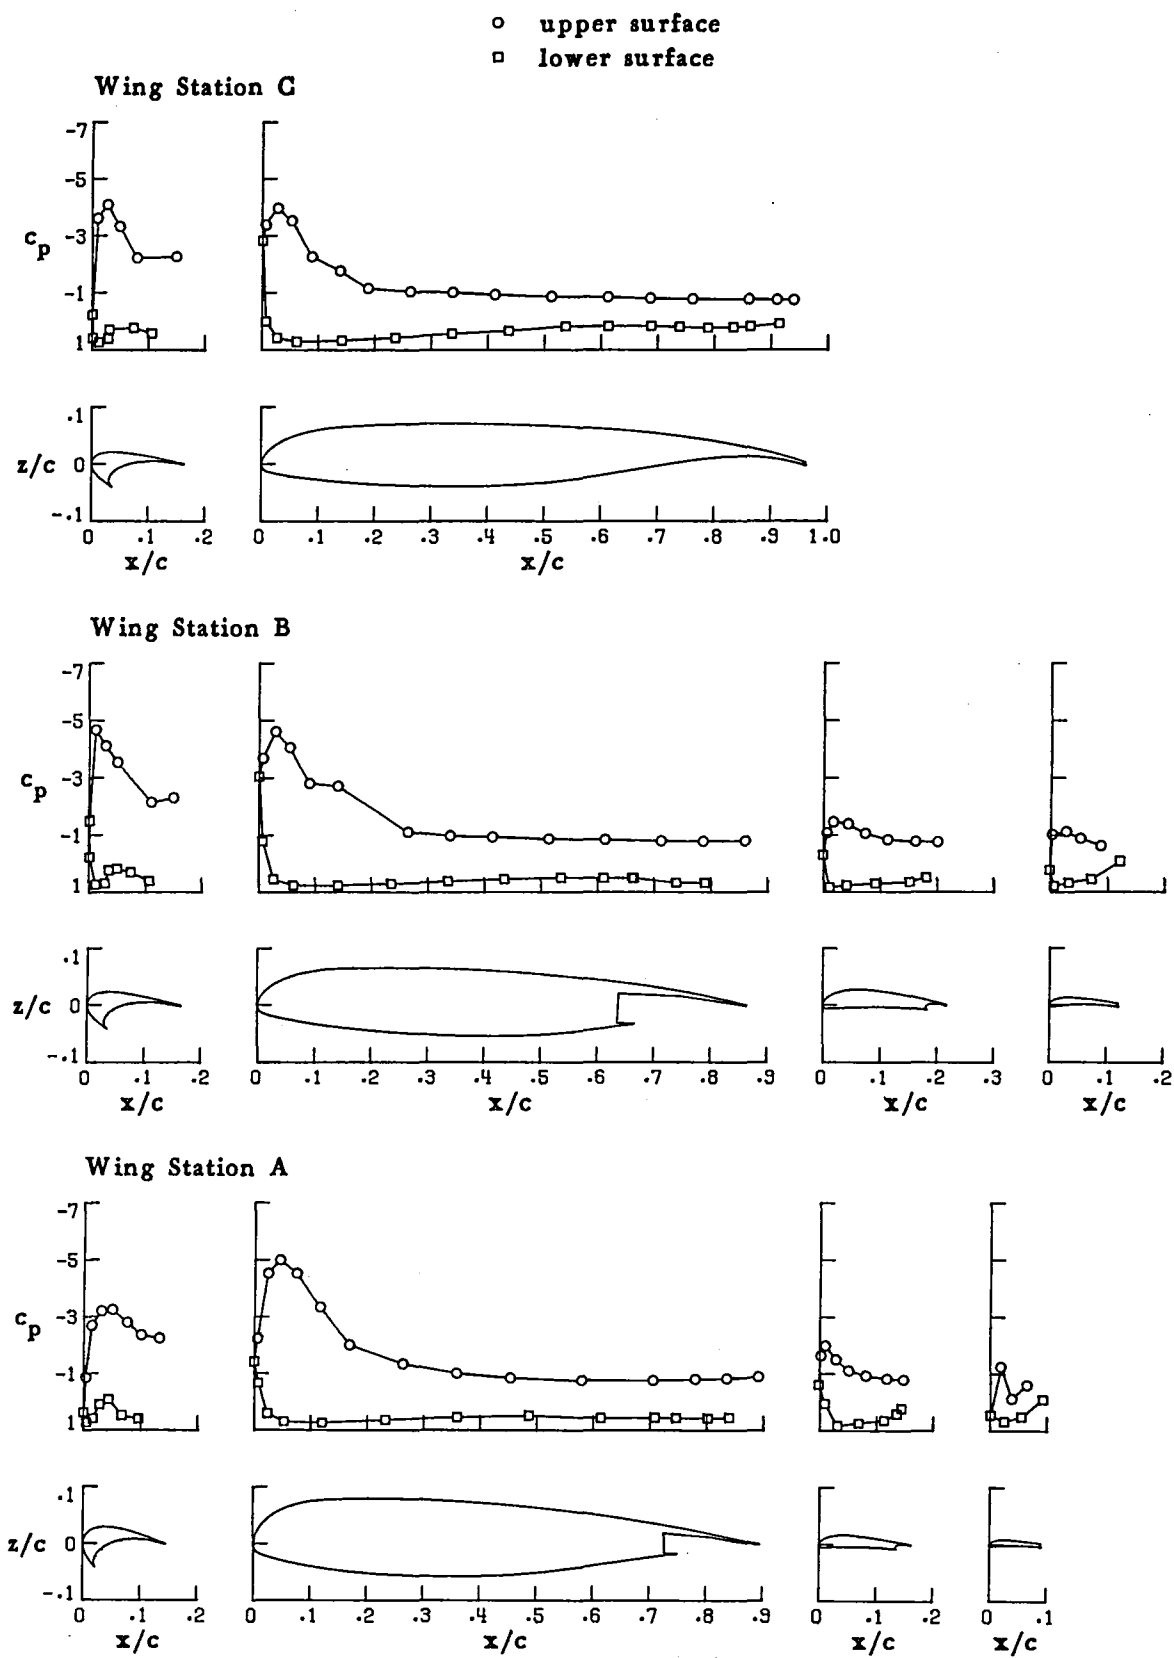 upper surface
lower surface
Wing Station C
-7
-5
-3
-1
1
c_p
.1
0
-.1
z/c
0 .1 .2
x/c
0 .1 .2 .3 .4 .5 .6 .7 .8 .9 1.0
x/c
Wing Station B
-7
-5
-3
-1
1
c_p
.1
0
-.1
z/c
0 .1 .2
x/c
0 .1 .2 .3 .4 .5 .6 .7 .8 .9
x/c
0 .1 .2 .3
x/c
0 .1 .2
x/c
Wing Station A
-7
-5
-3
-1
1
c_p
.1
0
-.1
z/c
0 .1 .2
x/c
0 .1 .2 .3 .4 .5 .6 .7 .8 .9
x/c
0 .1 .2
x/c
0 .1
x/c